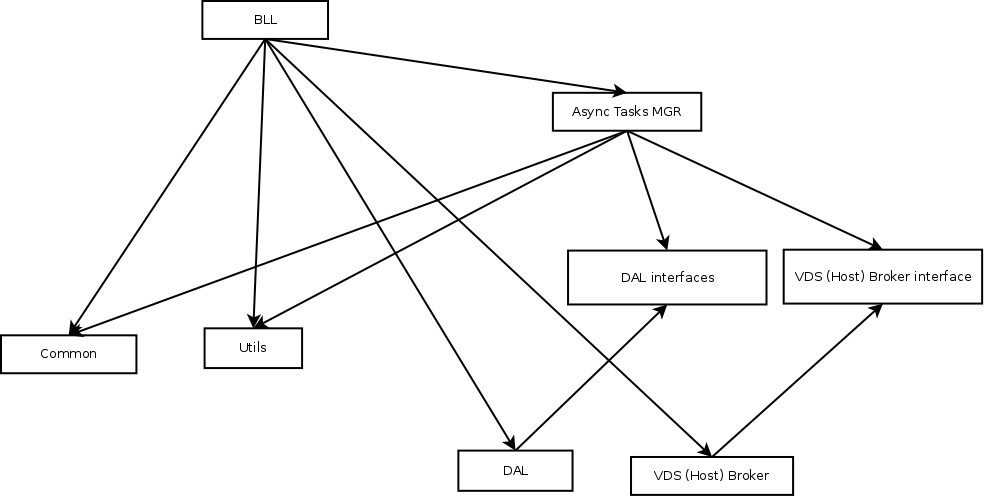 BLL
Async Tasks MGR
DAL interfaces
VDS (Host) Broker interface
Common
Utils
DAL
VDS (Host) Broker